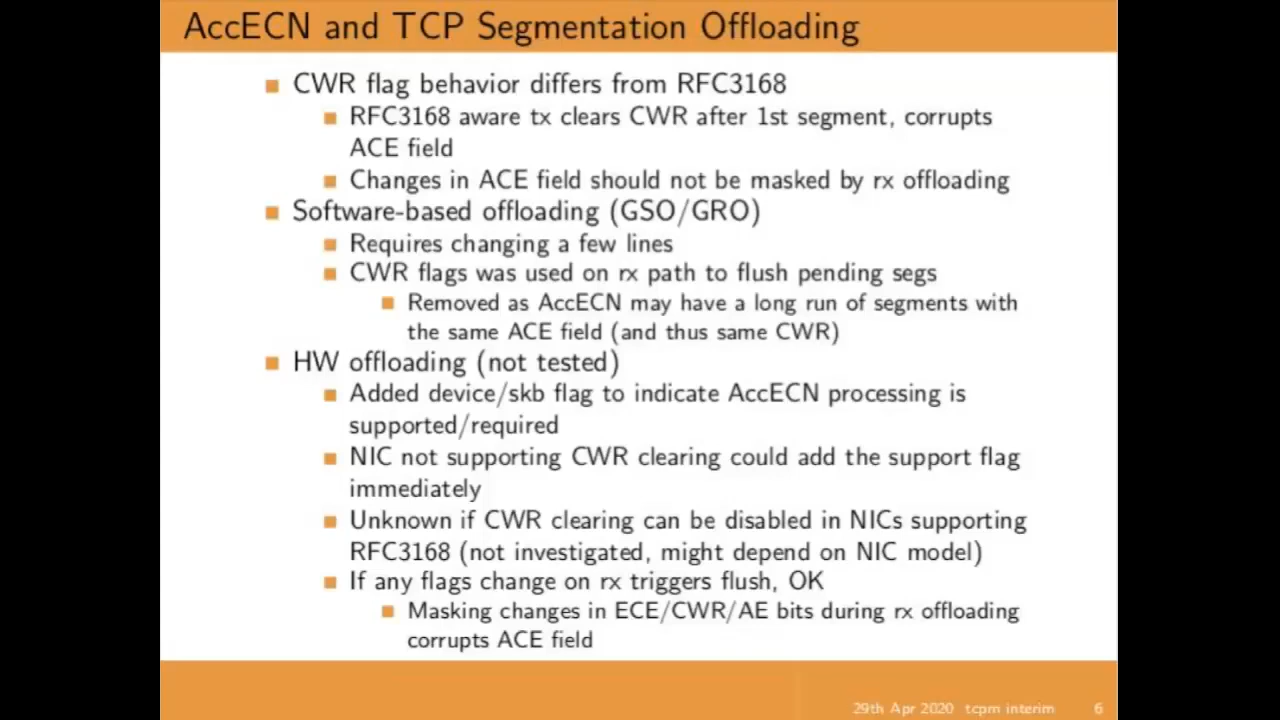 AccECN and TCP Segmentation Offloading
CWR flag behavior differs from RFC3168
RFC3168 aware tx clears CWR after 1st segment, corrupts
ACE field
Changes in ACE field should not be masked by rx offloading
Software-based offloading (GSO/GRO)
Requires changing a few lines
CWR flags was used on rx path to flush pending segs
Removed as AccECN may have a long run of segments with
the same ACE field (and thus same CWR)
HW offloading (not tested)
Added device/skb flag to indicate AccECN processing is
supported/required
NIC not supporting CWR clearing could add the support flag
immediately
Unknown if CWR clearing can be disabled in NICs supporting
RFC3168 (not investigated, might depend on NIC model)
If any flags change on rx triggers flush, OK
Masking changes in ECE/CWR/AE bits during rx offloading
corrupts ACE field
29th Apr 2020 tcpm interim 6